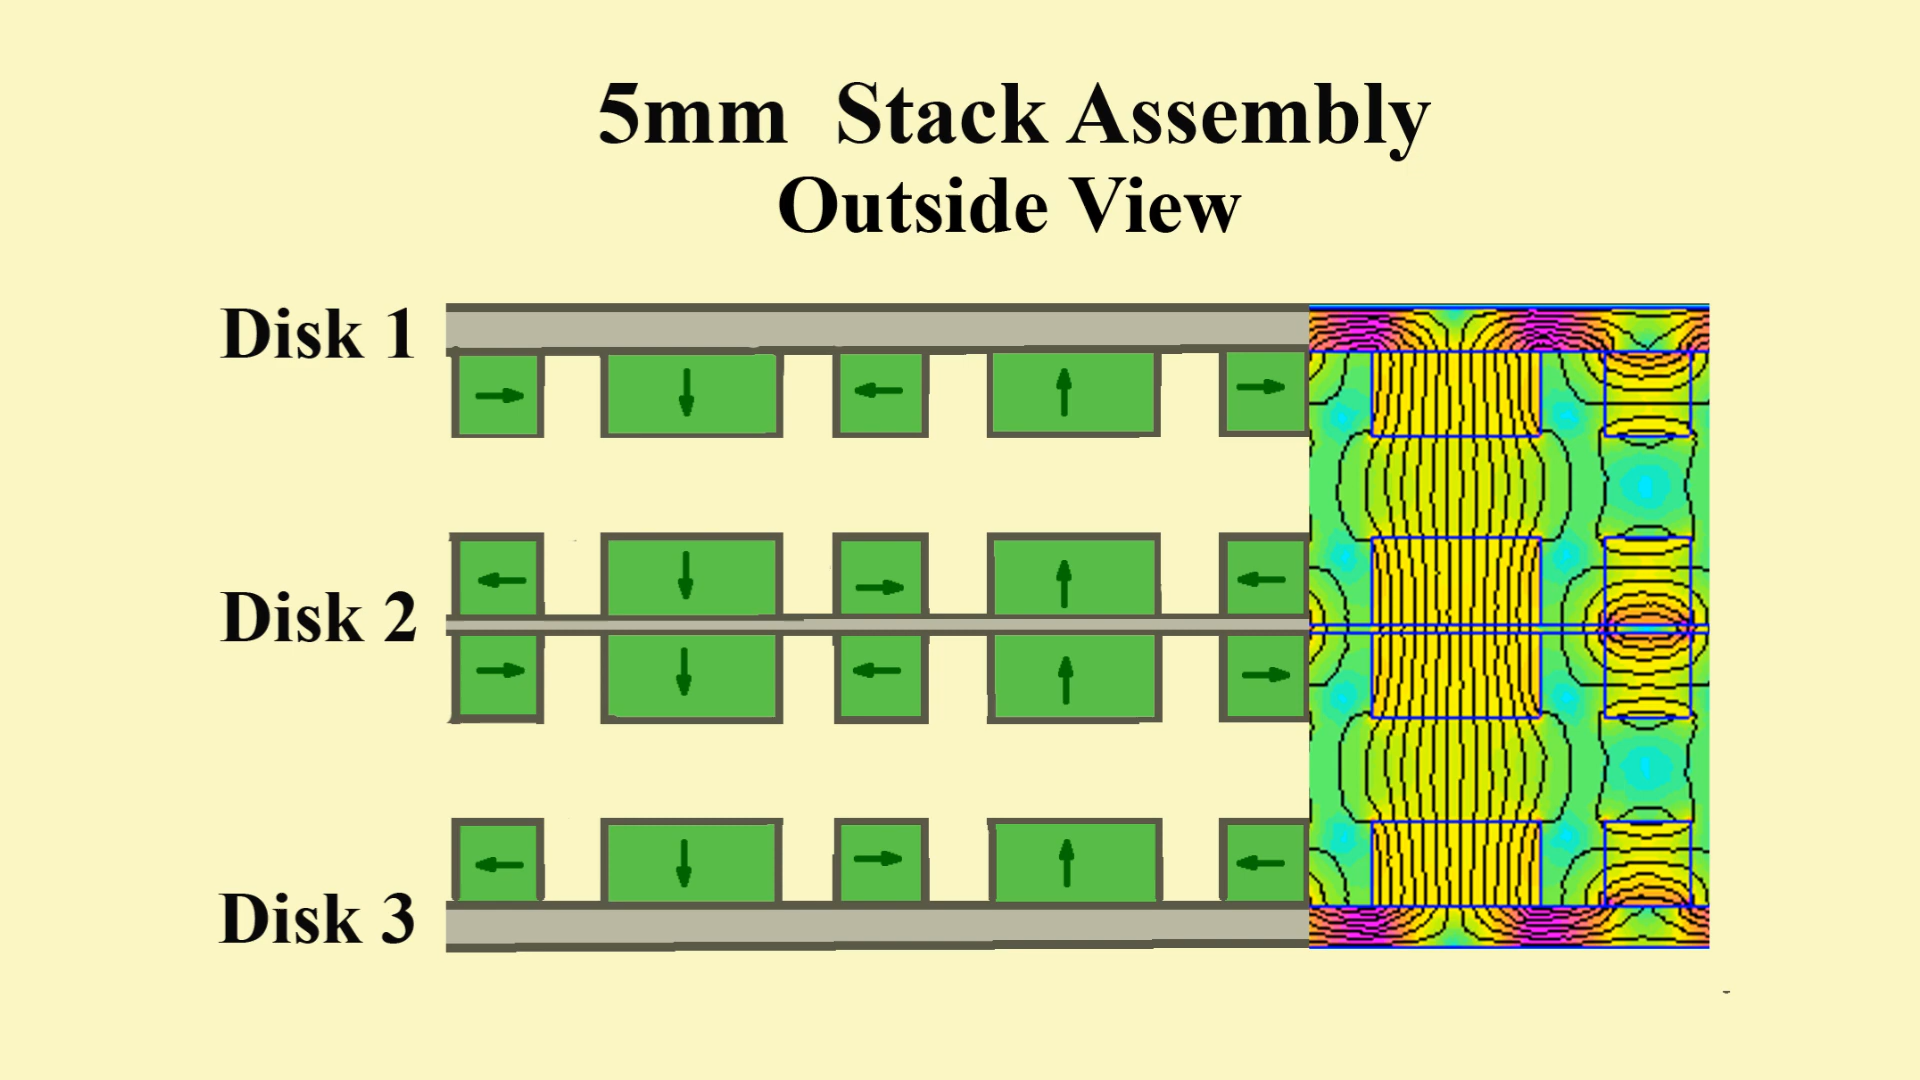 5mm  Stack Assembly
Outside View
Disk 1
Disk 2
Disk 3